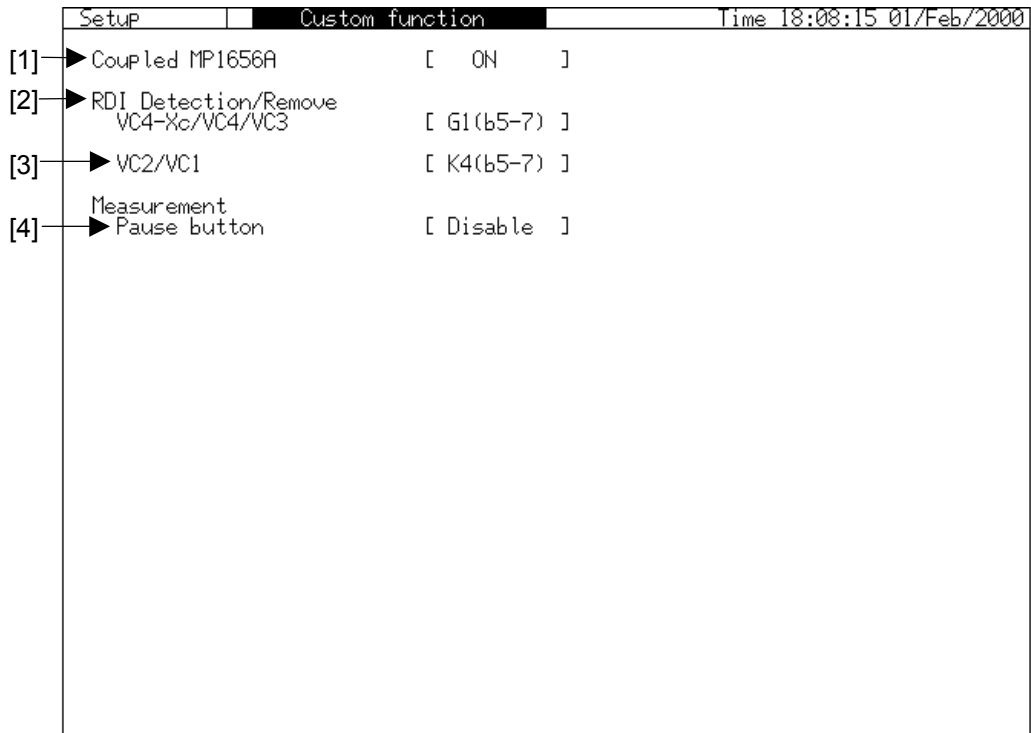 Setup Custom function Time 18:08:15 01/Feb/2000
[1] Coupled MP1656A [ ON ]
[2] RDI Detection/Remove
VC4-Xc/VC4/VC3 [ G1(b5-7) ]
[3] VC2/VC1 [ K4(b5-7) ]
Measurement
[4] Pause button [ Disable ]